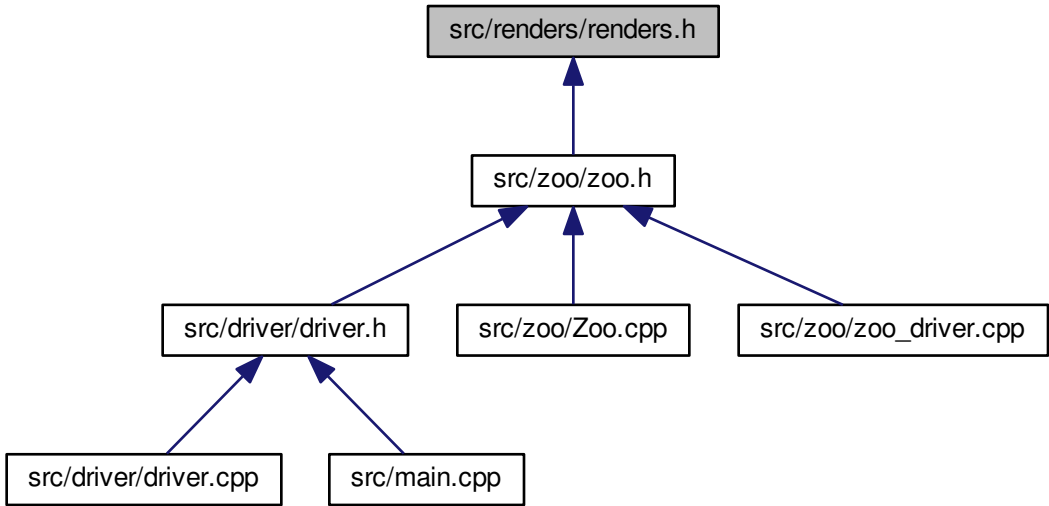 src/renders/renders.h
src/zoo/zoo.h
src/driver/driver.h
src/zoo/Zoo.cpp
src/zoo/zoo_driver.cpp
src/driver/driver.cpp
src/main.cpp